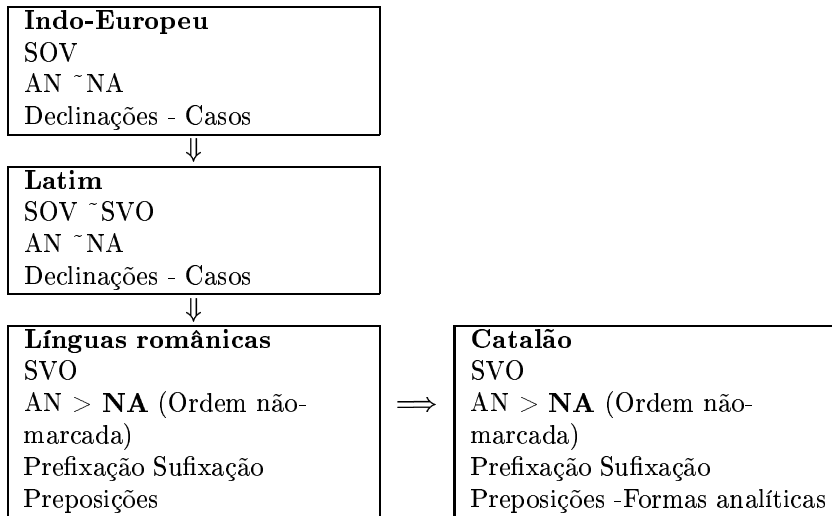 Indo-Europeu
SOV
AN ˜NA
Declinações - Casos
⇓
Latim
SOV ˜SVO
AN ˜NA
Declinações - Casos
⇓
Línguas românicas
SVO
AN > NA (Ordem não-
marcada)
Prefixação Sufixação
Preposições
⟹
Catalão
SVO
AN > NA (Ordem não-
marcada)
Prefixação Sufixação
Preposições -Formas analíticas